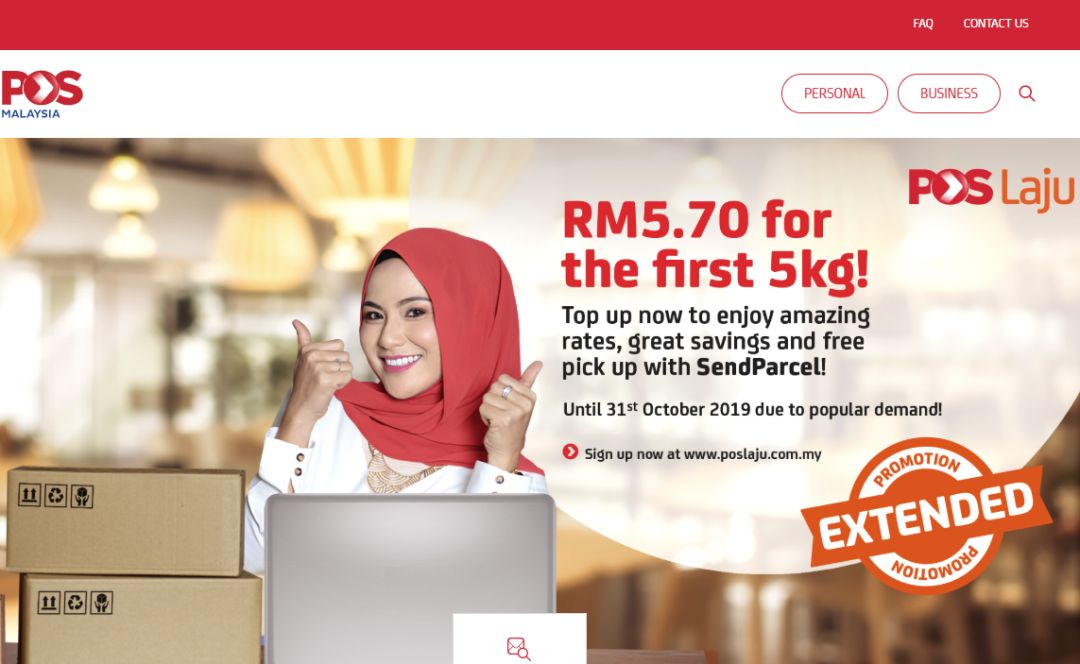 FAQ CONTACT US
POS
MALAYSIA
PERSONAL BUSINESS
POS Laju
RM5.70 for
the first 5kg!
Top up now to enjoy amazing
rates, great savings and free
pick up with SendParcel!
Until 31st October 2019 due to popular demand!
Sign up now at www.poslaju.com.my
PROMOTION
EXTENDED
PROMOTION